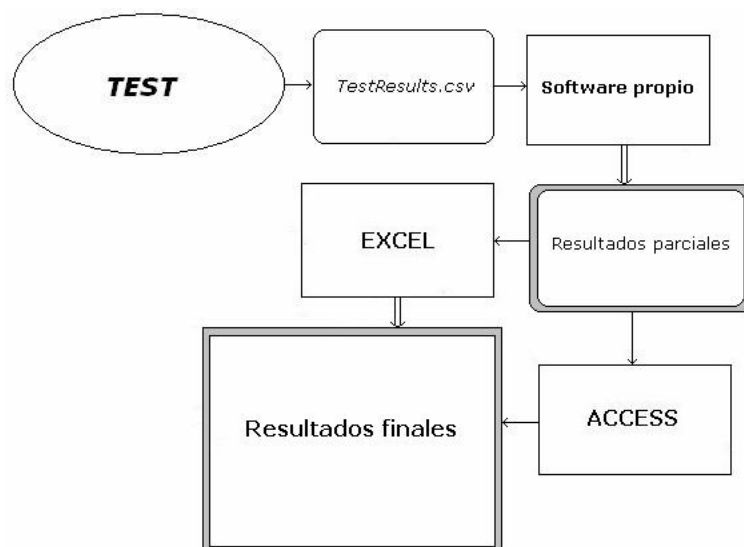 TEST
TestResults.csv
Software propio
EXCEL
Resultados parciales
Resultados finales
ACCESS